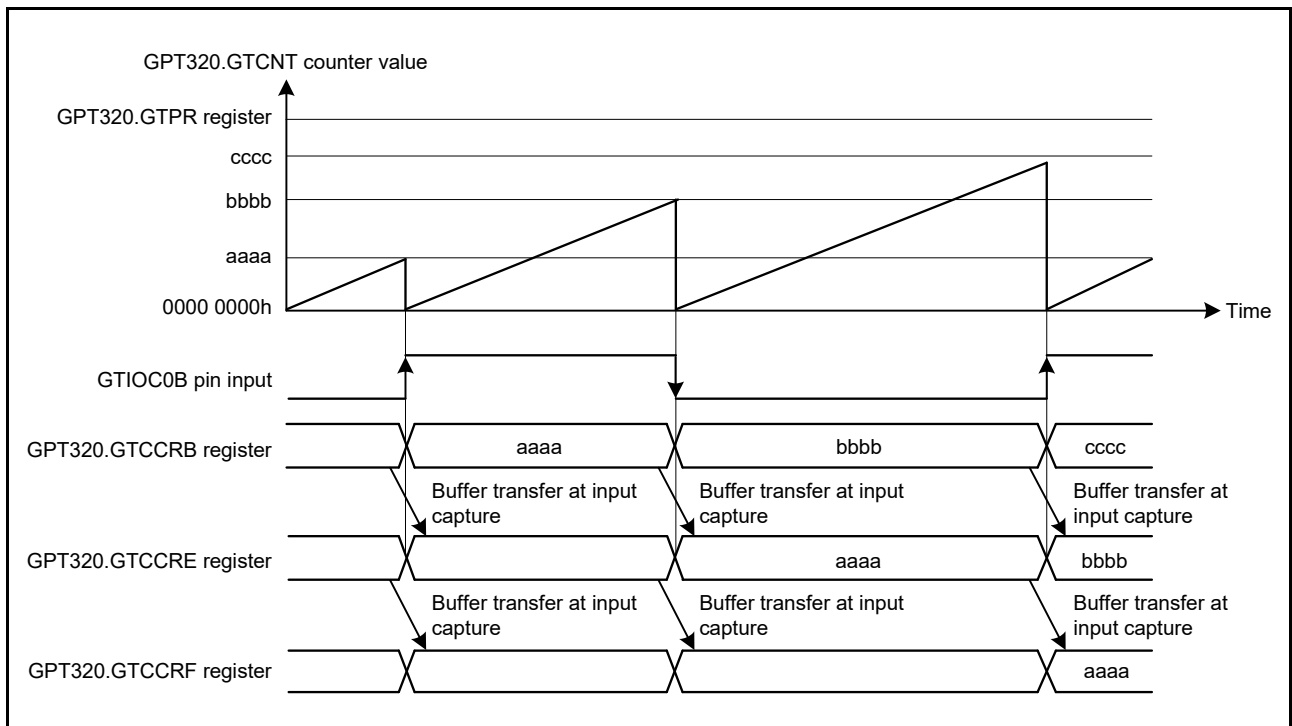 GPT320.GTCNT counter value
GPT320.GTPR register
cccc
bbbb
aaaa
0000 0000h
Time
GTIOC0B pin input
GPT320.GTCCRB register
aaaa
bbbb
cccc
Buffer transfer at input
capture
Buffer transfer at input
capture
Buffer transfer at
input capture
GPT320.GTCCRE register
aaaa
bbbb
Buffer transfer at input
capture
Buffer transfer at input
capture
Buffer transfer at
input capture
GPT320.GTCCRF register
aaaa